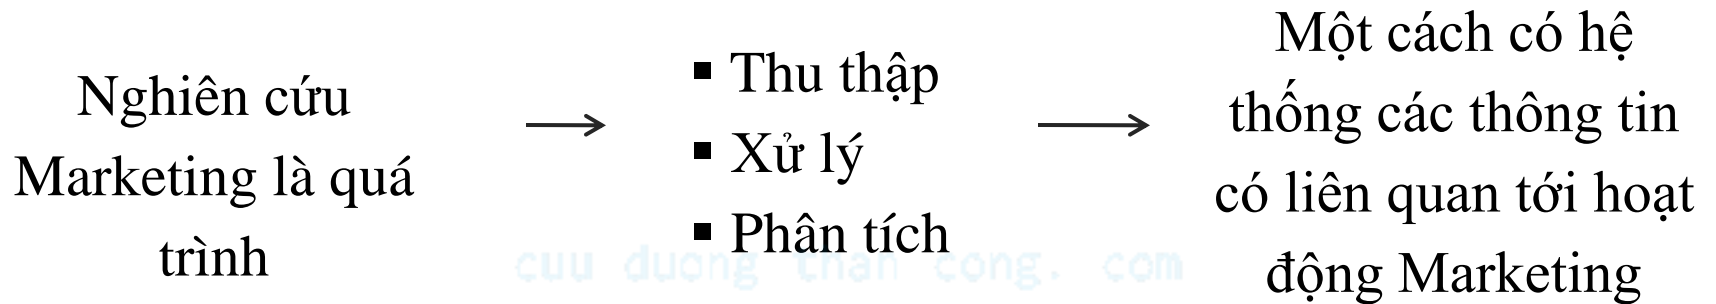 Nghiên cứu
Marketing là quá
trình
▪ Thu thập
▪ Xử lý
▪ Phân tích
Một cách có hệ
thống các thông tin
có liên quan tới hoạt
động Marketing
cuu duong than cong. com